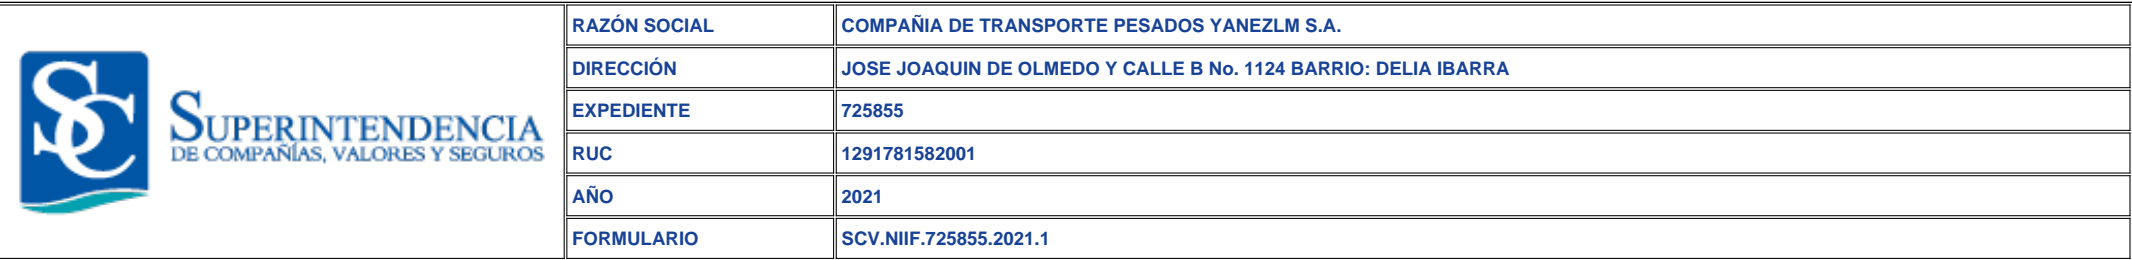 SC
SUPERINTENDENCIA
DE COMPAÑÍAS, VALORES Y SEGUROS
RAZÓN SOCIAL COMPAÑIA DE TRANSPORTE PESADOS YANEZLM S.A.
DIRECCIÓN JOSE JOAQUIN DE OLMEDO Y CALLE B No. 1124 BARRIO: DELIA IBARRA
EXPEDIENTE 725855
RUC 1291781582001
AÑO 2021
FORMULARIO SCV.NIIF.725855.2021.1